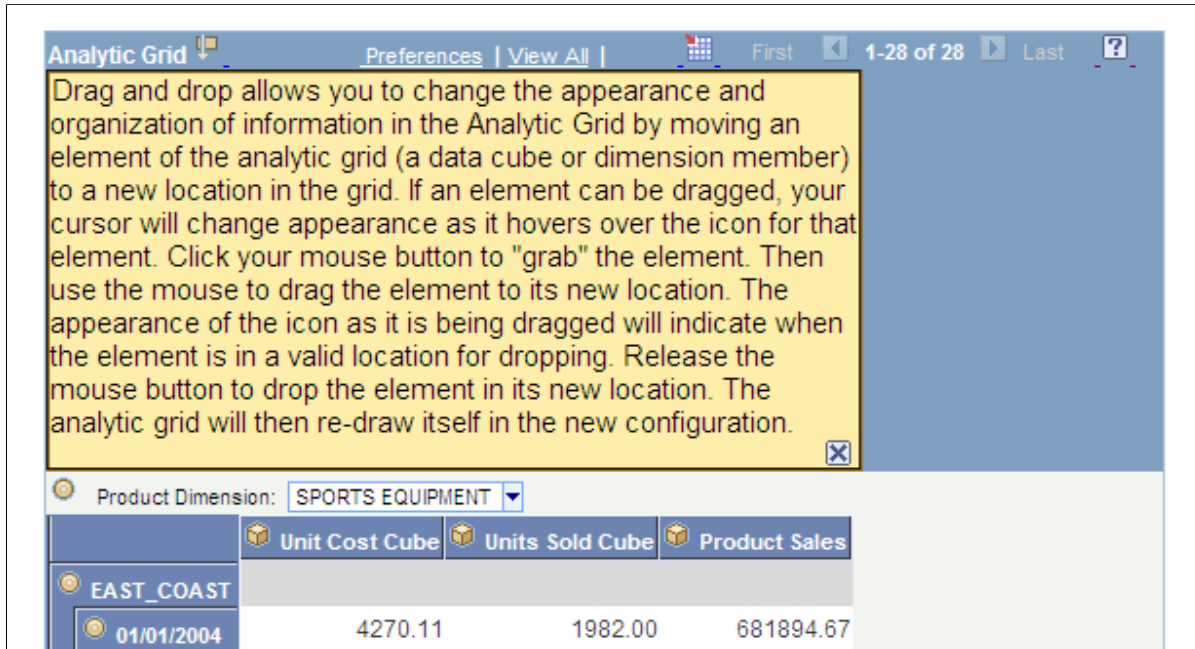 Analytic Grid Preferences | View All | First 1-28 of 28 Last ?
Drag and drop allows you to change the appearance and
organization of information in the Analytic Grid by moving an
element of the analytic grid (a data cube or dimension member)
to a new location in the grid. If an element can be dragged, your
cursor will change appearance as it hovers over the icon for that
element. Click your mouse button to "grab" the element. Then
use the mouse to drag the element to its new location. The
appearance of the icon as it is being dragged will indicate when
the element is in a valid location for dropping. Release the
mouse button to drop the element in its new location. The
analytic grid will then re-draw itself in the new configuration.
Product Dimension: SPORTS EQUIPMENT
Unit Cost Cube Units Sold Cube Product Sales
EAST_COAST
01/01/2004 4270.11 1982.00 681894.67